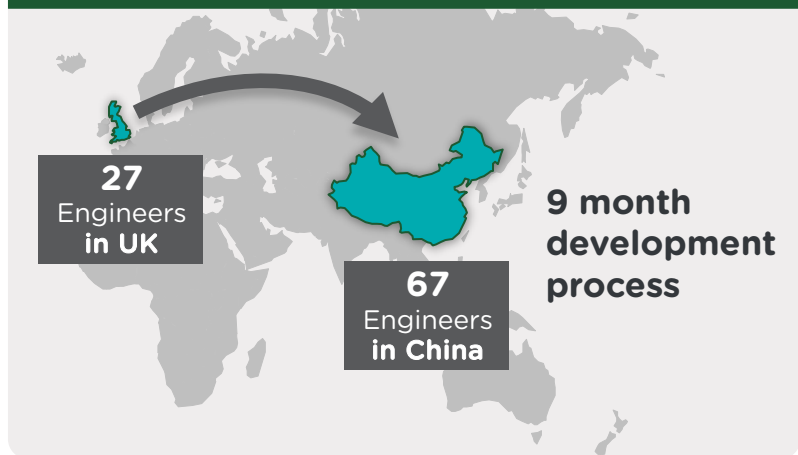 27
Engineers
in UK
67
Engineers
in China
9 month
development
process